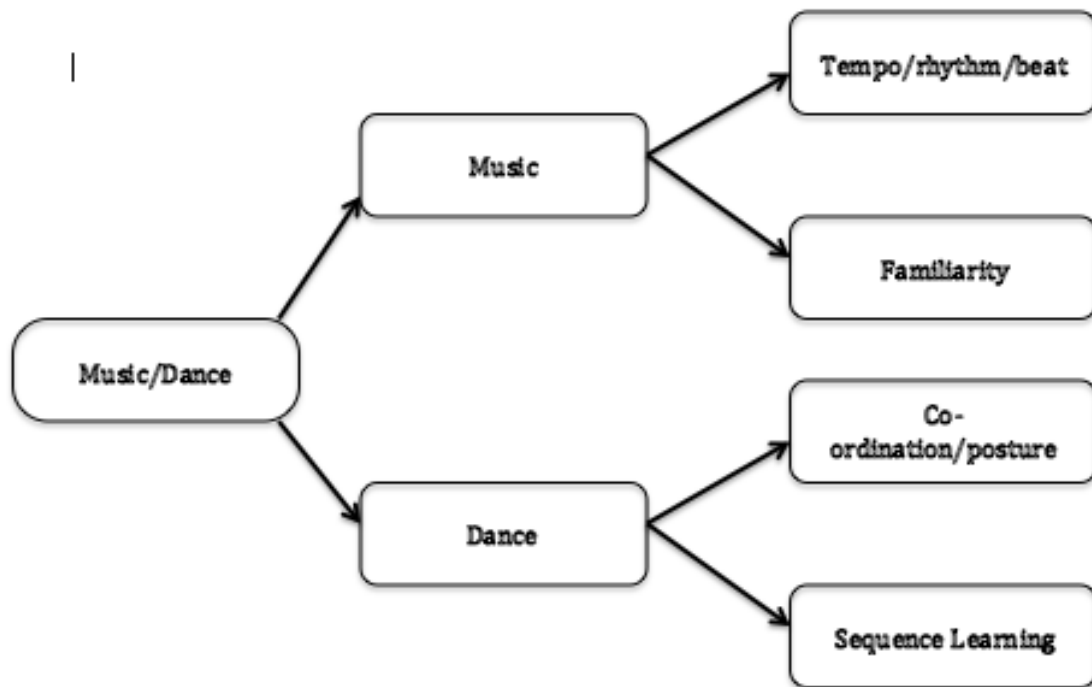 Tempo/rhythm/beat
Music
Familiarity
Music/Dance
Co-
ordination/posture
Dance
Sequence Learning